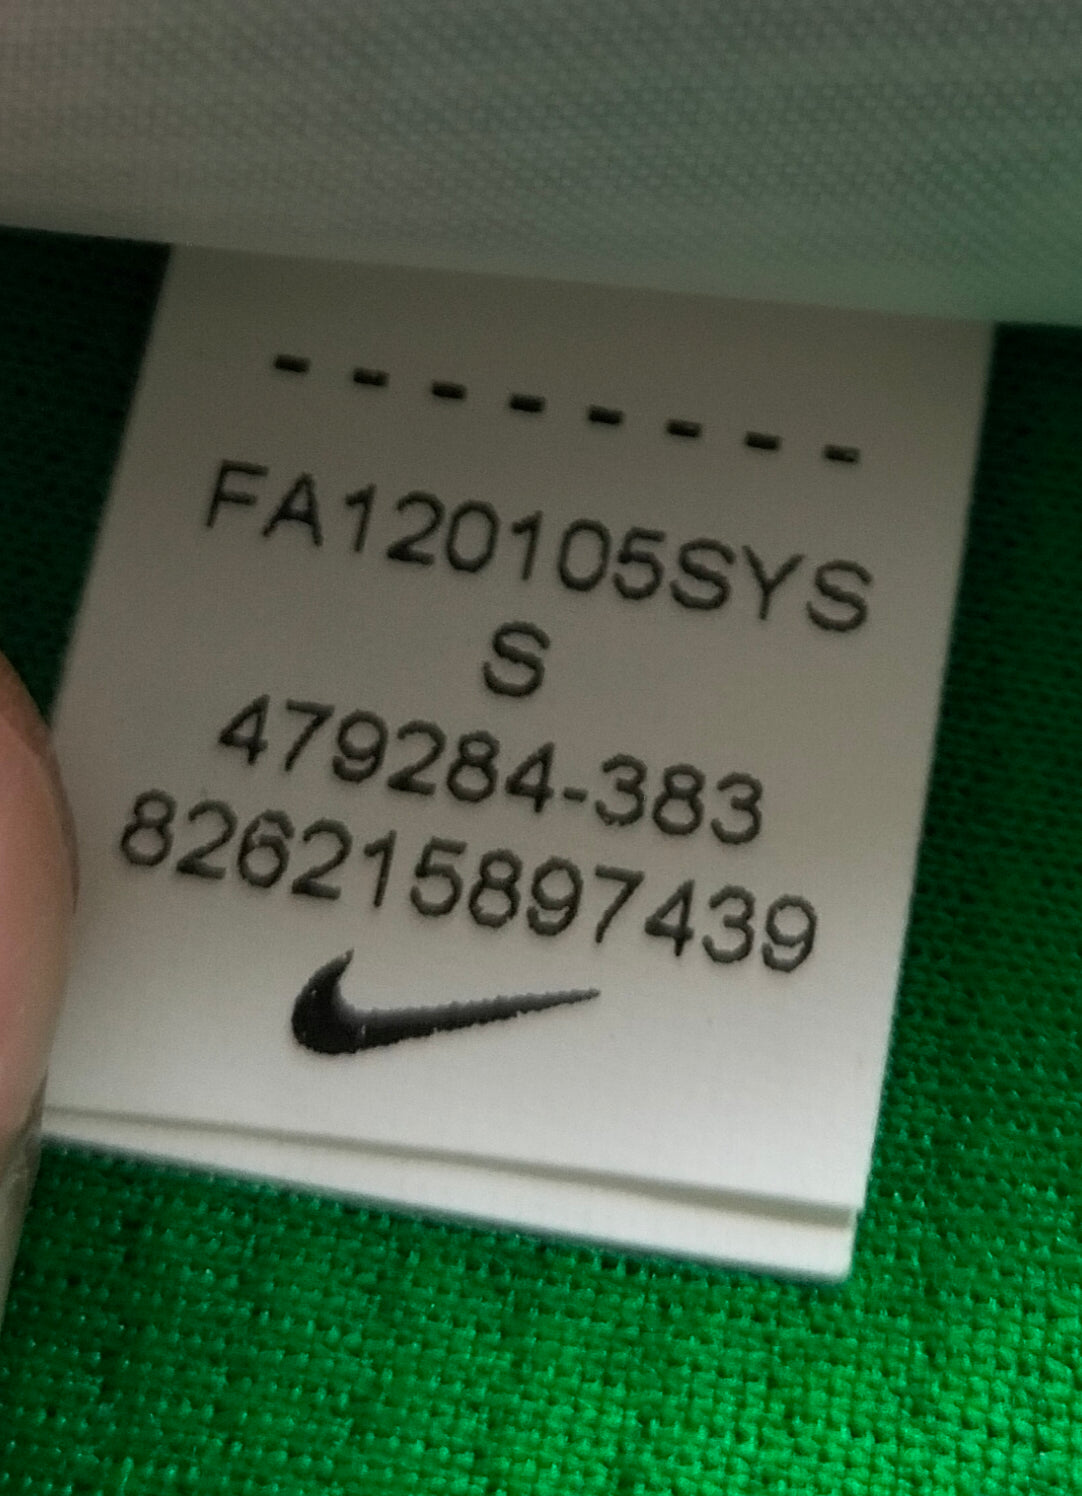 - - - - - - - -
FA120105SYS
S
479284-383
826215897439